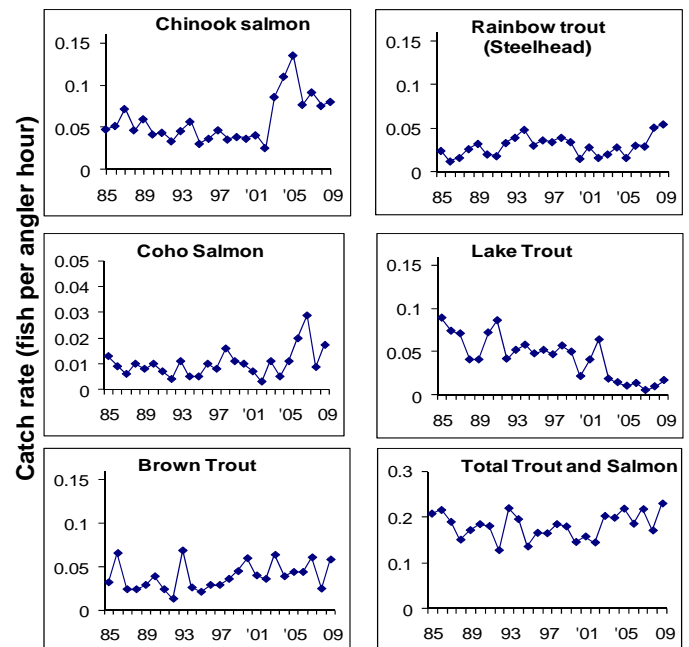 Catch rate (fish per angler hour)
Chinook salmon
0.15
0.1
0.05
0
85 89 93 97 '01 '05 09
Rainbow trout
(Steelhead)
0.15
0.1
0.05
0
85 89 93 97 '01 '05 09
Coho Salmon
0.05
0.04
0.03
0.02
0.01
0
85 89 93 97 '01 '05 09
Lake Trout
0.15
0.1
0.05
0
85 89 93 97 '01 '05 09
Brown Trout
0.15
0.1
0.05
0
85 89 93 97 '01 '05 09
Total Trout and Salmon
0.3
0.2
0.1
0
85 89 93 97 '01 '05 09